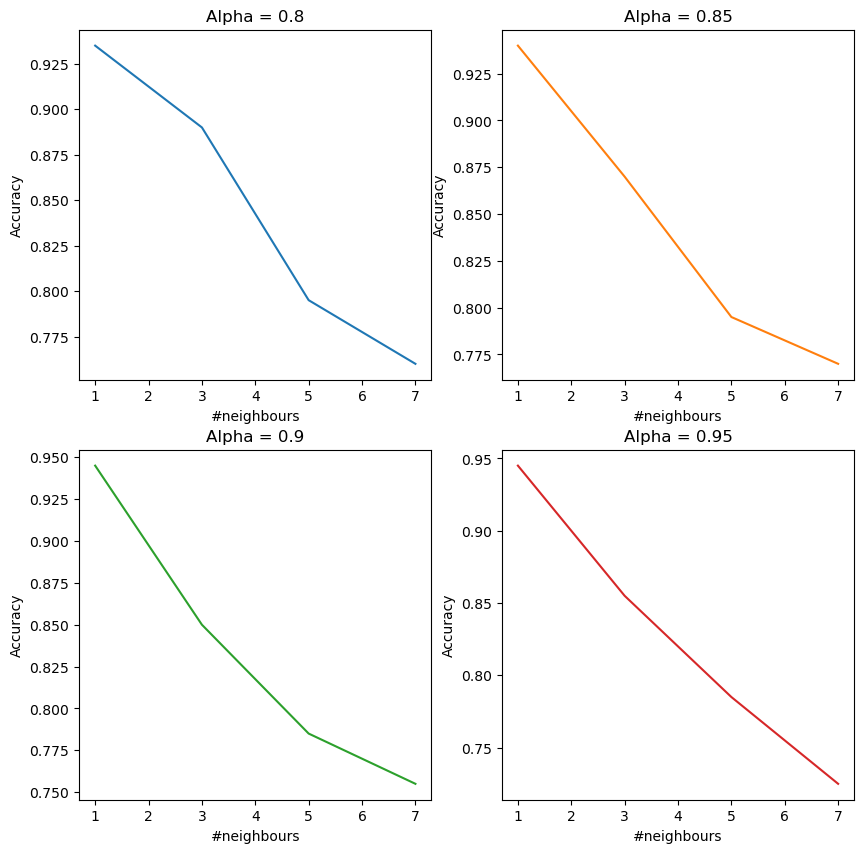 Alpha = 0.8
0.925
0.900
0.875
0.850
0.825
0.800
0.775
Accuracy
1 2 3 4 5 6 7
#neighbours
Alpha = 0.85
0.925
0.900
0.875
0.850
0.825
0.800
0.775
Accuracy
1 2 3 4 5 6 7
#neighbours
Alpha = 0.9
0.950
0.925
0.900
0.875
0.850
0.825
0.800
0.775
0.750
Accuracy
1 2 3 4 5 6 7
#neighbours
Alpha = 0.95
0.95
0.90
0.85
0.80
0.75
Accuracy
1 2 3 4 5 6 7
#neighbours